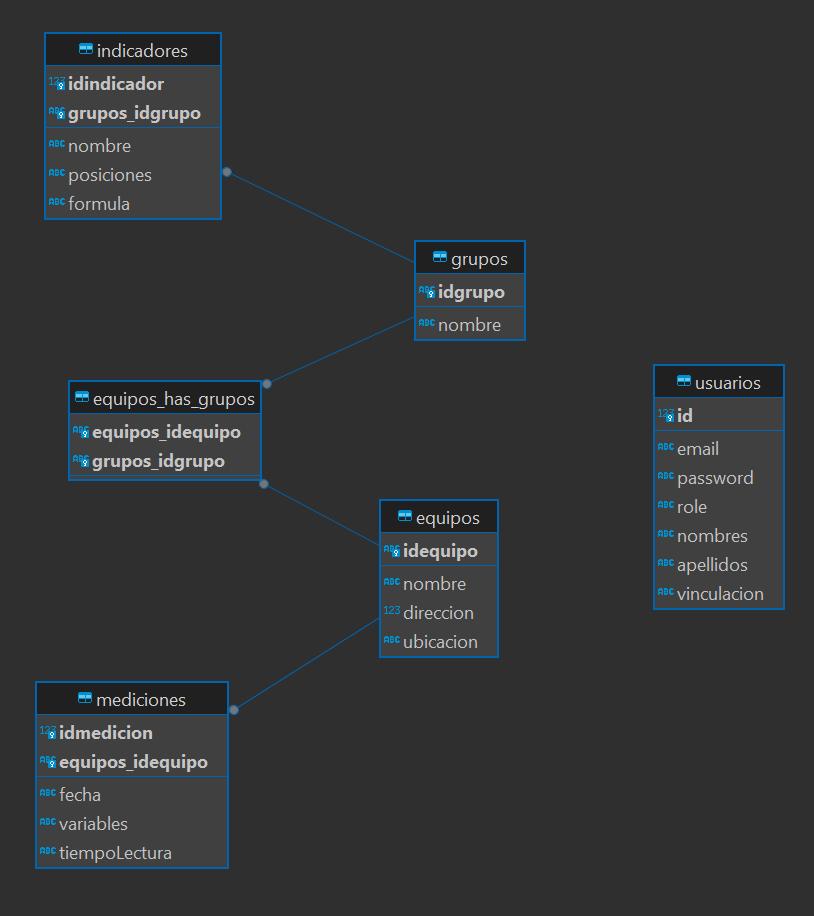 indicadores
123 idindicador
ABC grupos_idgrupo
ABC nombre
ABC posiciones
ABC formula
grupos
ABC idgrupo
ABC nombre
equipos_has_grupos
ABC equipos_idequipo
ABC grupos_idgrupo
usuarios
123 id
ABC email
ABC password
ABC role
ABC nombres
ABC apellidos
ABC vinculacion
equipos
ABC idequipo
ABC nombre
123 direccion
ABC ubicacion
mediciones
123 idmedicion
ABC equipos_idequipo
ABC fecha
ABC variables
ABC tiempoLectura